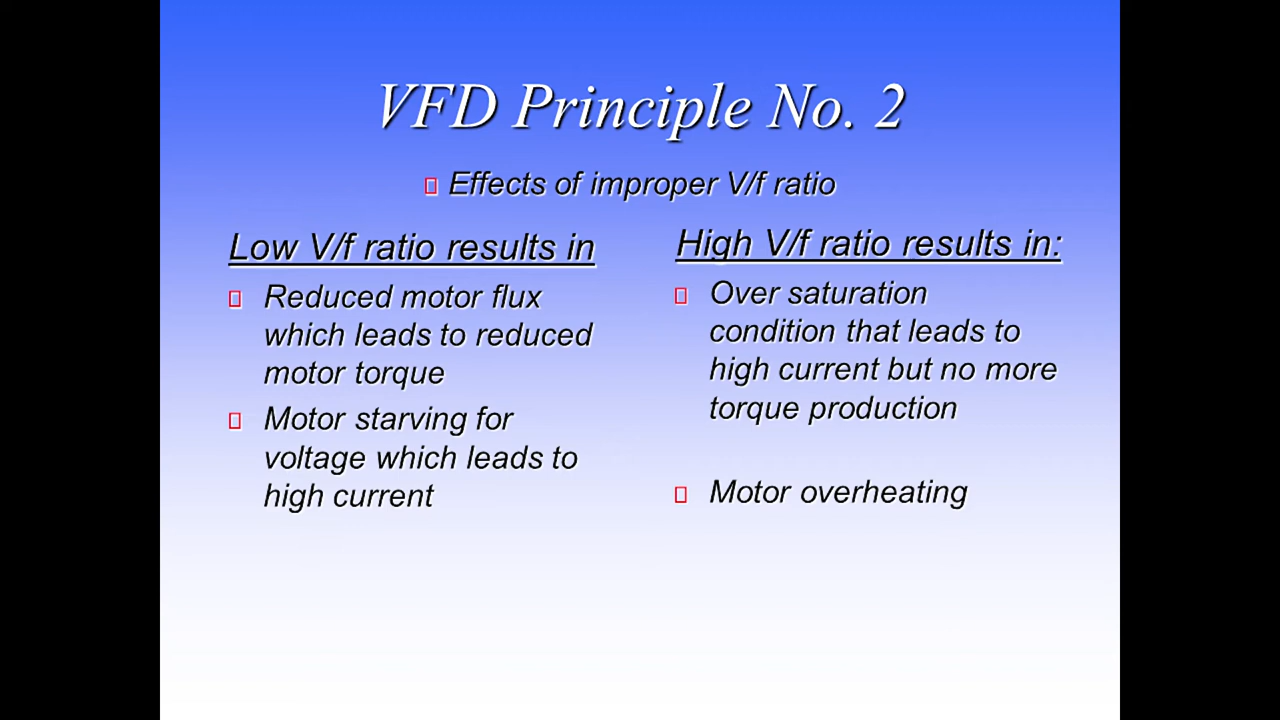 VFD Principle No. 2
Effects of improper V/f ratio
Low V/f ratio results in
Reduced motor flux
which leads to reduced
motor torque
Motor starving for
voltage which leads to
high current
High V/f ratio results in:
Over saturation
condition that leads to
high current but no more
torque production
Motor overheating